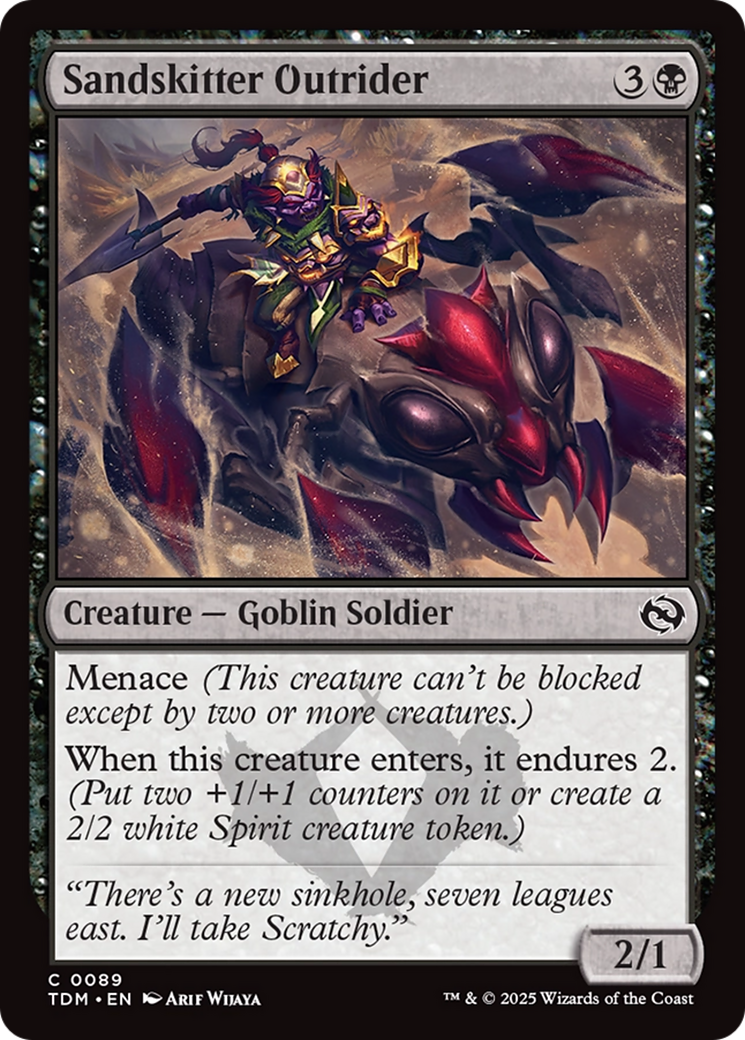 Sandskitter Outrider 3
Creature — Goblin Soldier
Menace (This creature can't be blocked
except by two or more creatures.)
When this creature enters, it endures 2.
(Put two +1/+1 counters on it or create a
2/2 white Spirit creature token.)
“There's a new sinkhole, seven leagues
east. I'll take Scratchy.”
2/1
C 0089
TDM • EN Arif Wijaya
™ & © 2025 Wizards of the Coast